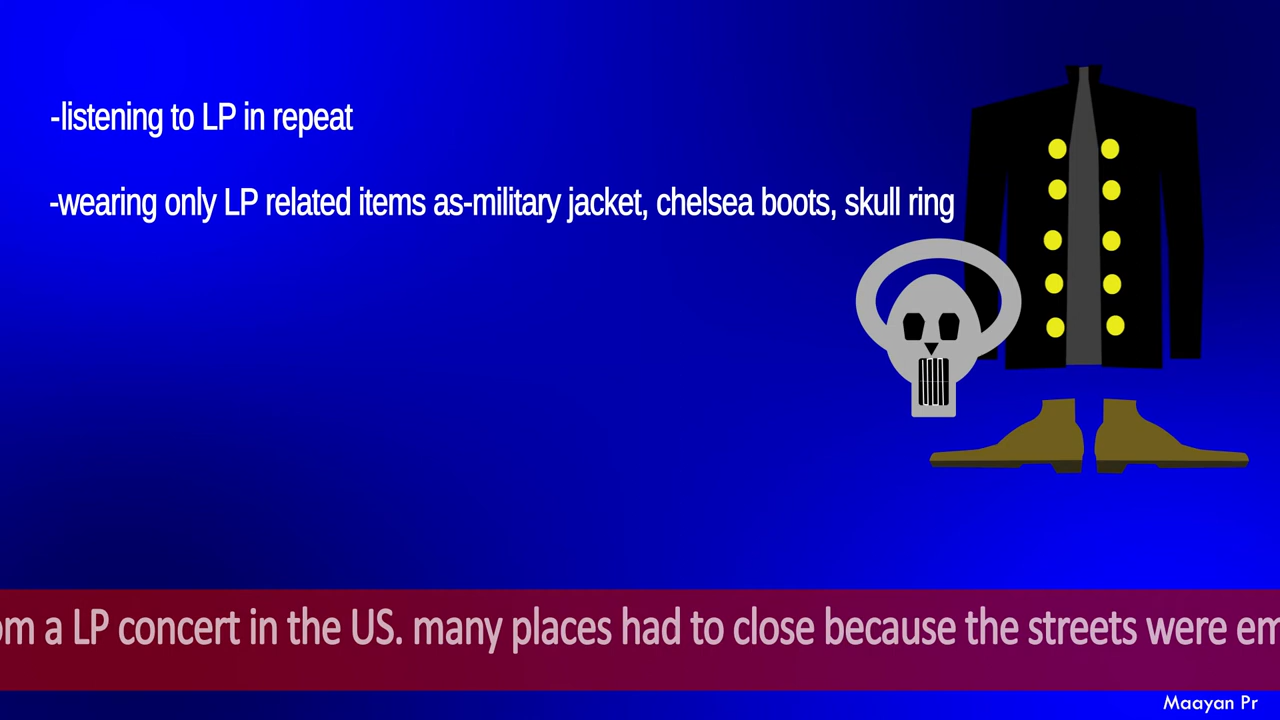 -listening to LP in repeat
-wearing only LP related items as-military jacket, chelsea boots, skull ring
a LP concert in the US. many places had to close because the streets were
Maayan Pr